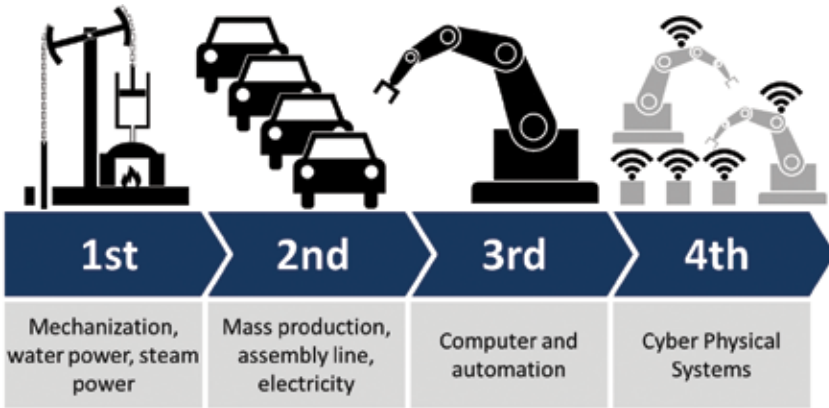 1st
2nd
3rd
4th
Mechanization,
water power, steam
power
Mass production,
assembly line,
electricity
Computer and
automation
Cyber Physical
Systems